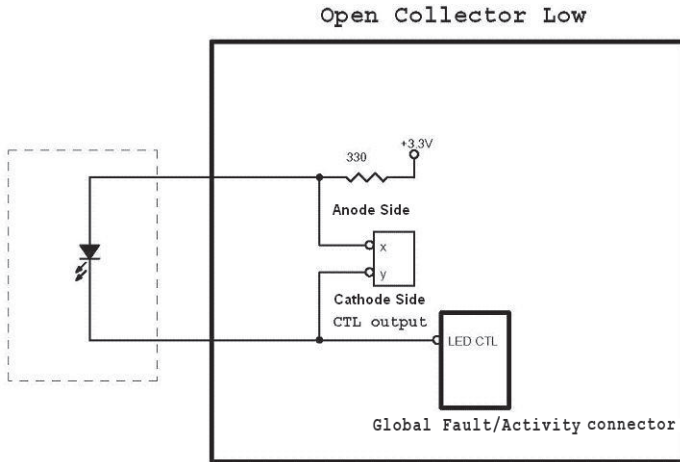 Open Collector Low
+3.3V
330
Anode Side
x
y
Cathode Side
CTL output
LED CTL
Global Fault/Activity connector